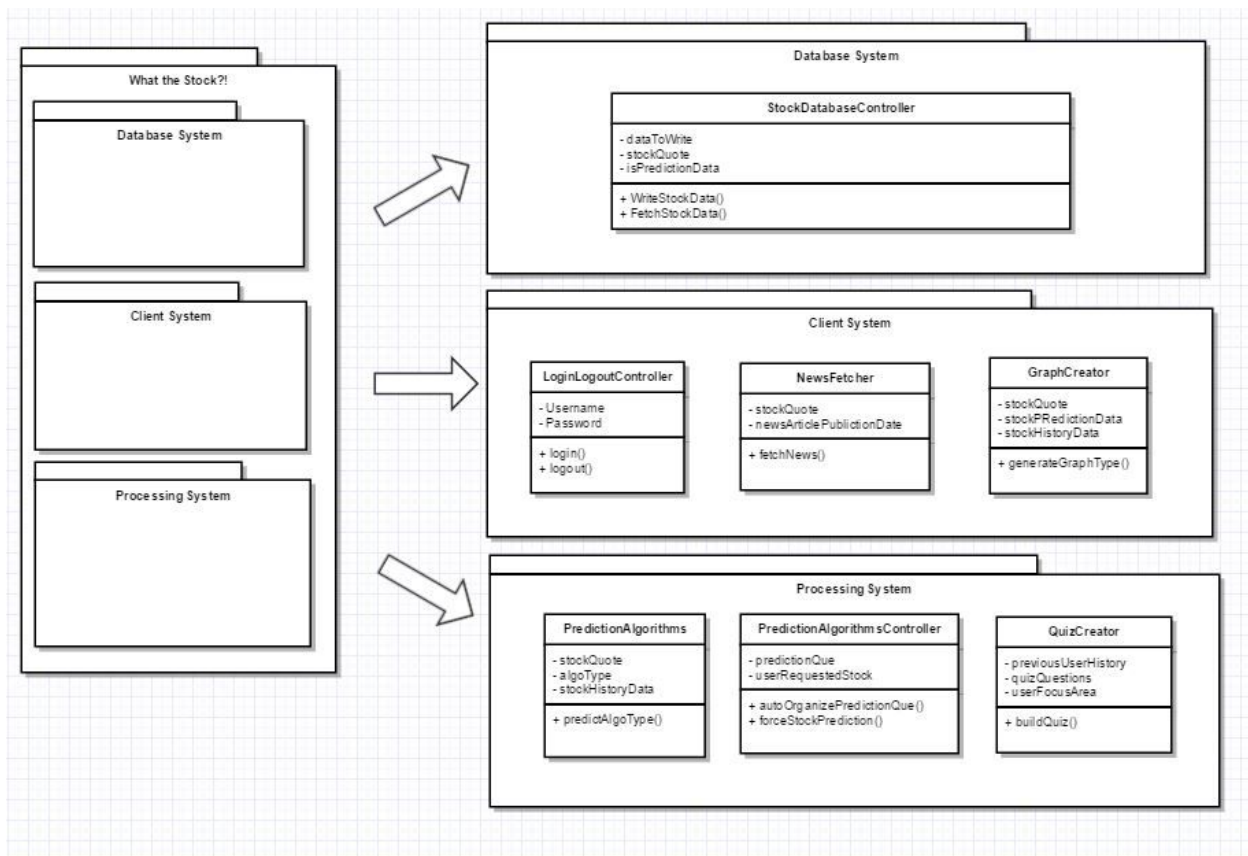 What the Stock?!
Database System
Client System
Processing System
Database System
StockDatabaseController
- dataToWrite
- stockQuote
- isPredictionData
+ WriteStockData()
+ FetchStockData()
Client System
LoginLogoutController
- Username
- Password
+ login()
+ logout()
NewsFetcher
- stockQuote
- newsArticlePublictionDate
+ fetchNews()
GraphCreator
- stockQuote
- stockPRedictionData
- stockHistoryData
+ generateGraphType()
Processing System
PredictionAlgorithms
- stockQuote
- algoType
- stockHistoryData
+ predictAlgoType()
PredictionAlgorithmsController
- predictionQue
- userRequestedStock
+ autoOrganizePredictionQue()
+ forceStockPrediction()
QuizCreator
- previousUserHistory
- quizQuestions
- userFocusArea
+ buildQuiz()